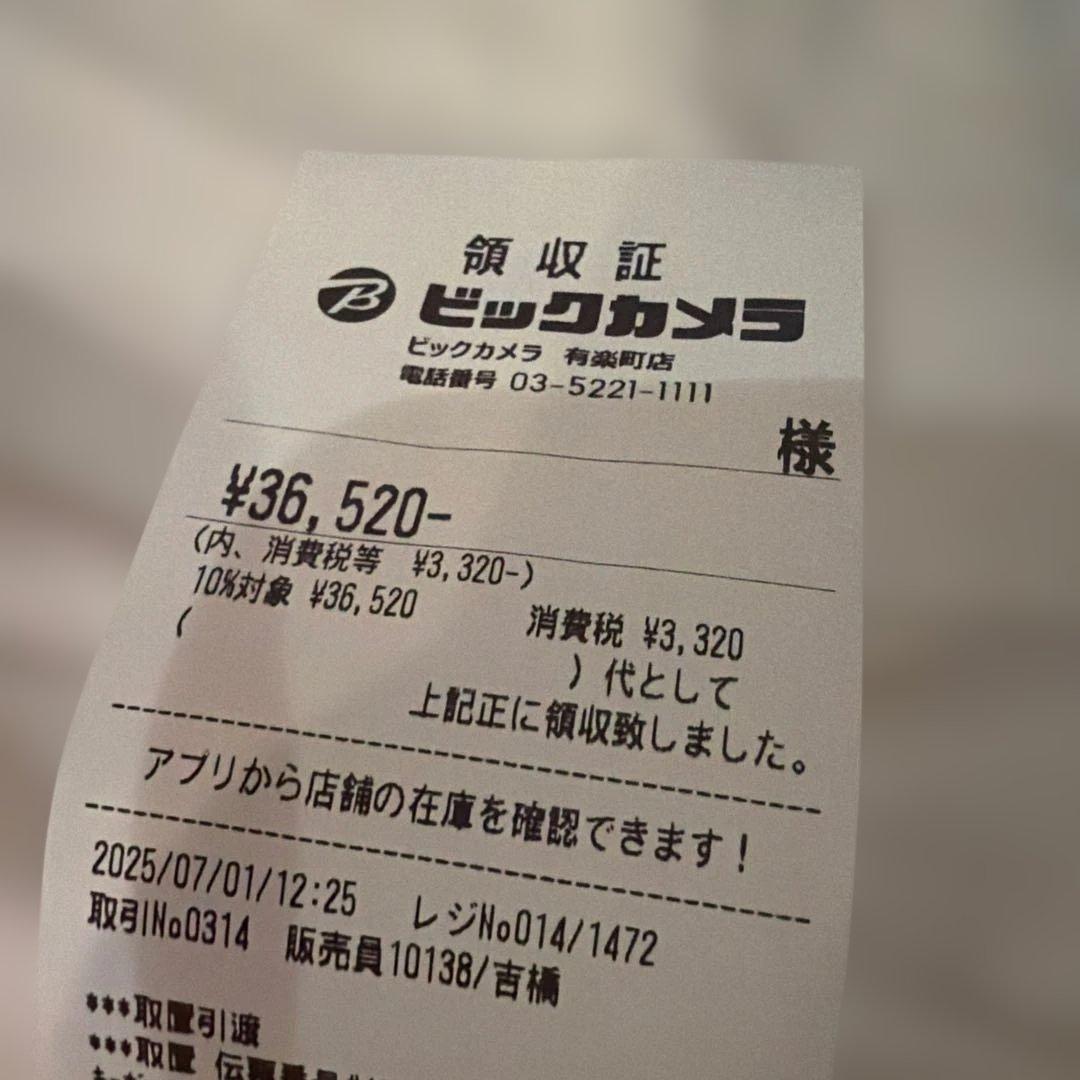 領収証
ビックカメラ
ビックカメラ 有楽町店
電話番号 03-5221-1111
様
¥36,520-
(内、消費税等 ¥3,320-)
10%対象 ¥36,520 消費税 ¥3,320
( )代として
上記正に領収致しました。
アプリから店舗の在庫を確認できます!
2025/07/01/12:25 レジNo014/1472
取引No0314 販売員10138/吉橋
***取置引渡
***取置